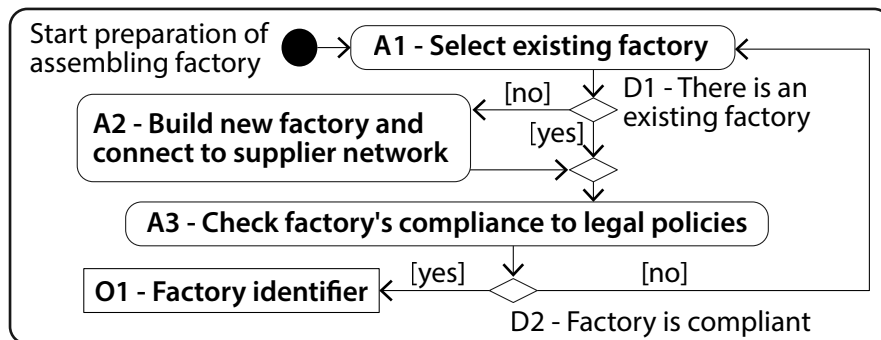 Start preparation of
assembling factory
A1 - Select existing factory
[no]
D1 - There is an
existing factory
A2 - Build new factory and
connect to supplier network
[yes]
A3 - Check factory's compliance to legal policies
[yes]
[no]
O1 - Factory identifier
D2 - Factory is compliant